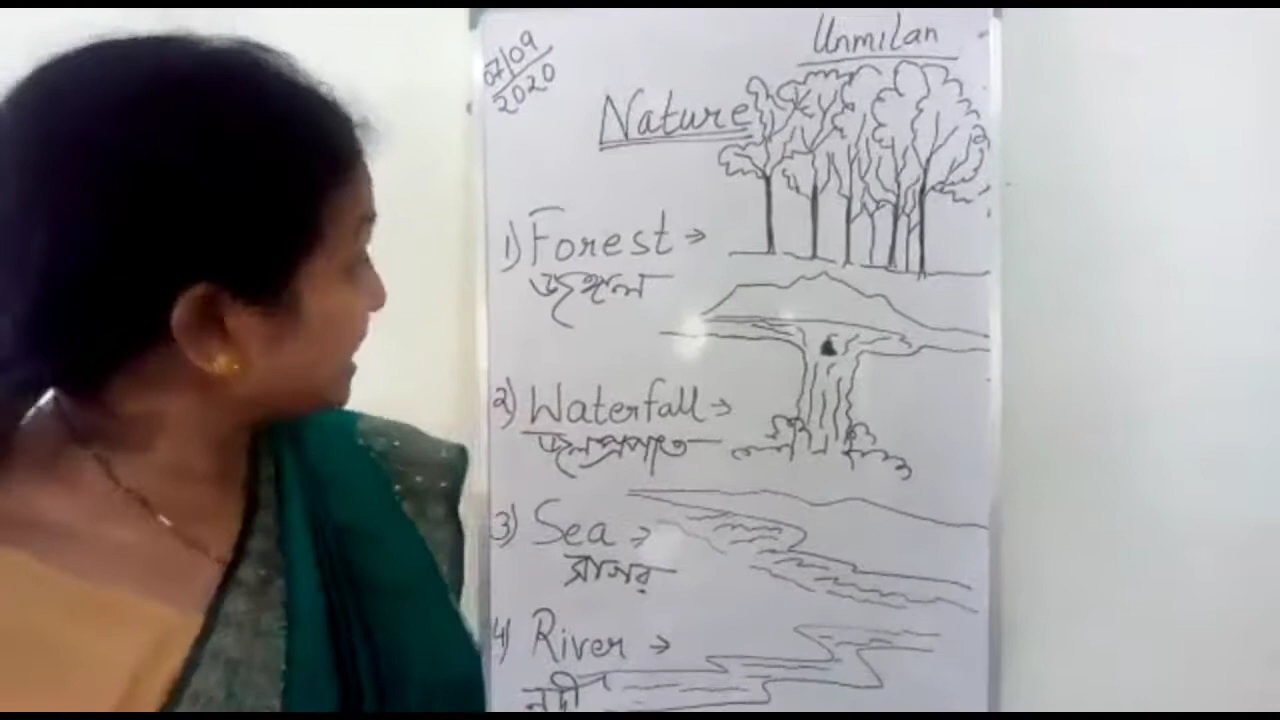 07/09
2020
Unmilan
Nature
1) Forest →
জঙ্গল
2) Waterfall →
জলপ্রপাত
3) Sea →
সাগর
4) River →
নদী